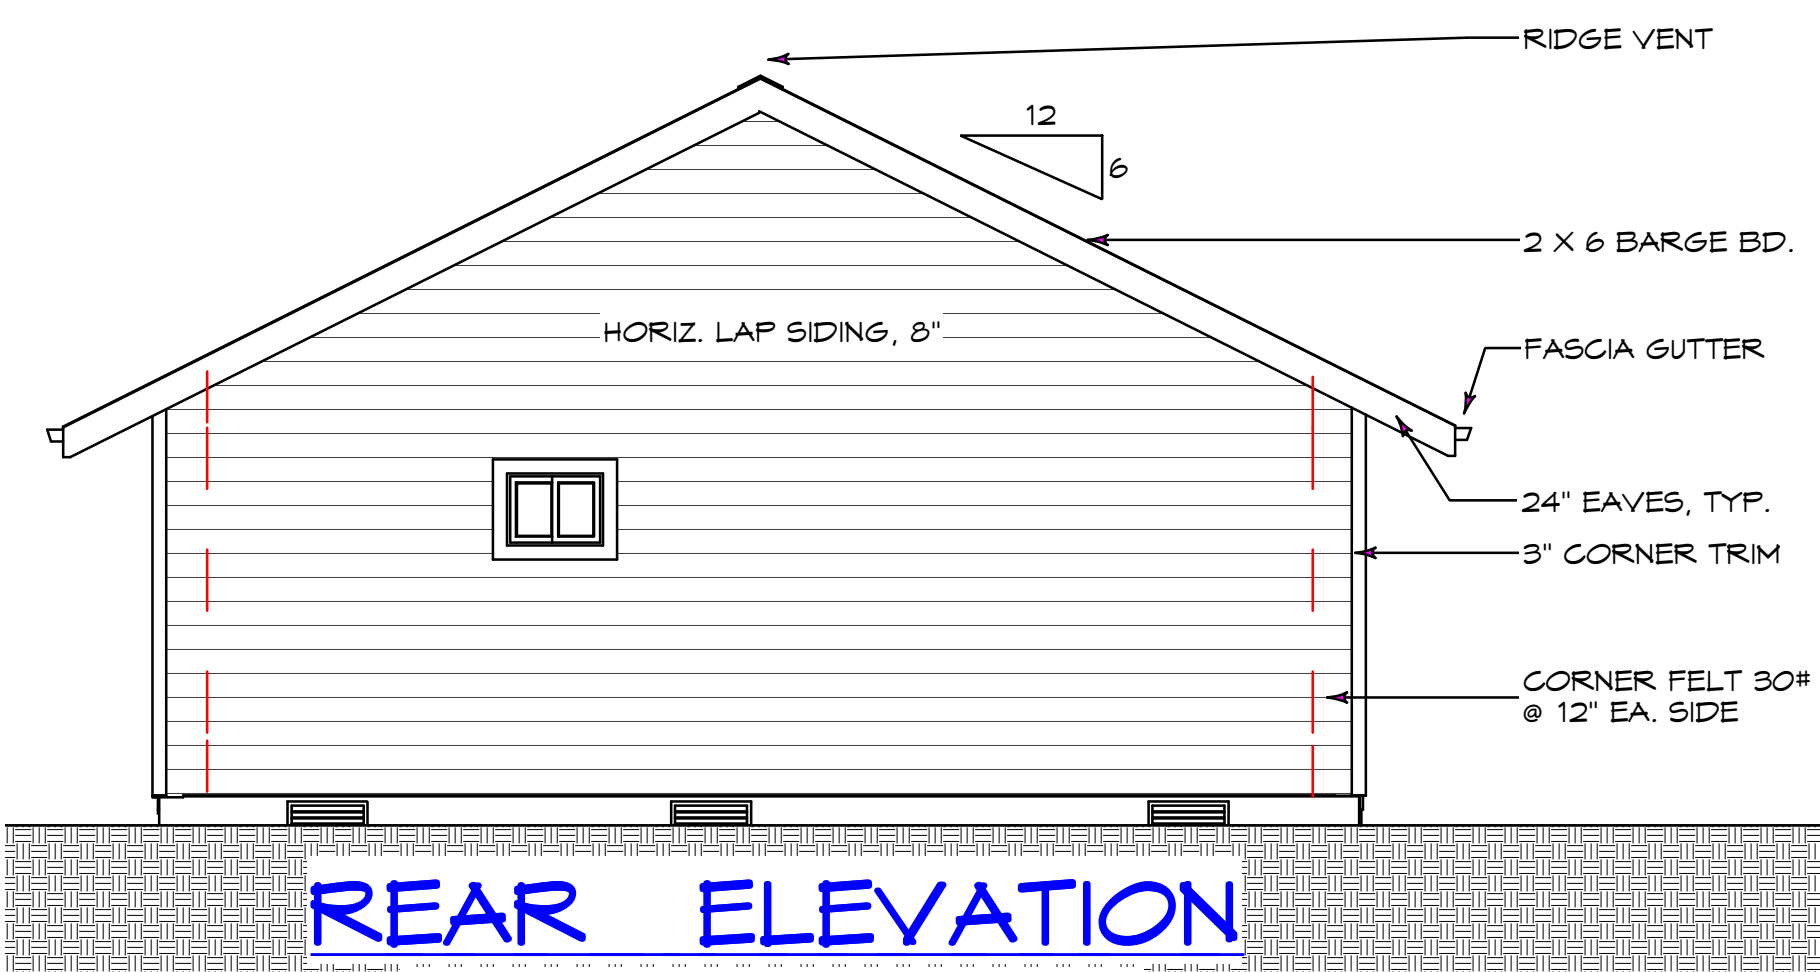 RIDGE VENT
12
6
2 X 6 BARGE BD.
HORIZ. LAP SIDING, 8"
FASCIA GUTTER
24" EAVES, TYP.
3" CORNER TRIM
CORNER FELT 30#
@ 12" EA. SIDE
REAR ELEVATION